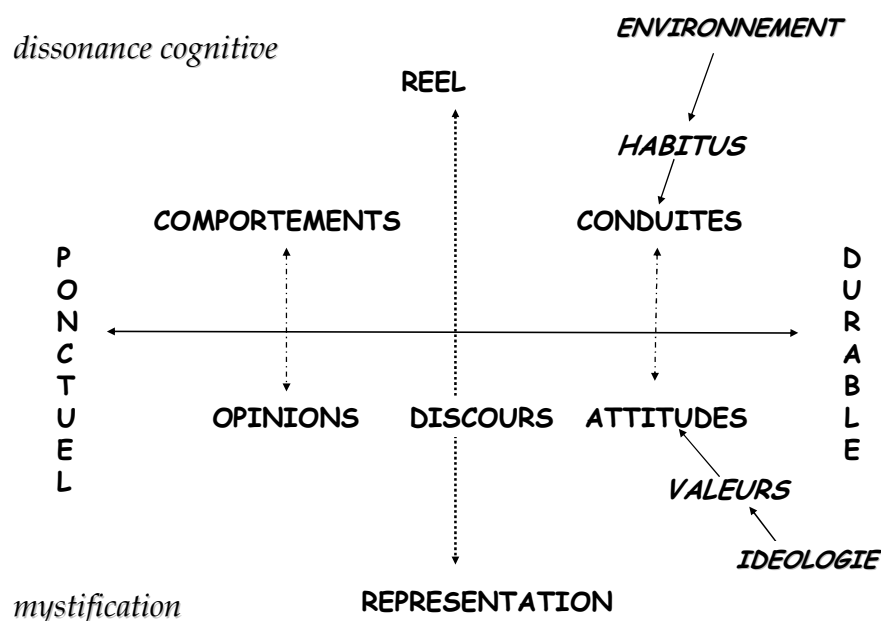 ENVIRONNEMENT
dissonance cognitive
REEL
HABITUS
COMPORTEMENTS
CONDUITES
PONCTUEL
DURABLE
OPINIONS
DISCOURS
ATTITUDES
VALEURS
IDEOLOGIE
REPRESENTATION
mystification